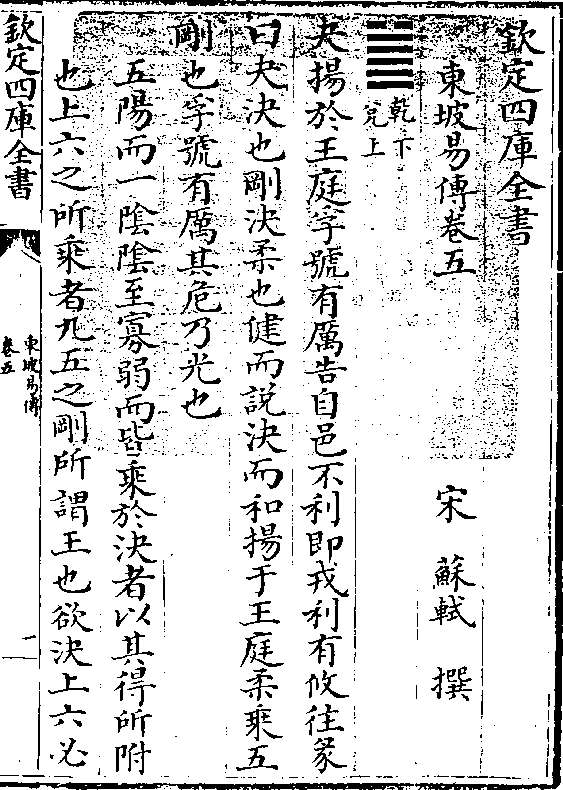 欽定四庫全書
東坡易傳卷五
宋 蘇軾 撰
乾下
兌上
夬揚於王庭孚號有厲告自邑不利即戎利有攸往彖
曰夬決也剛決柔也健而說決而和揚于王庭柔乘五
剛也孚號有厲其危乃光也
五陽而一陰陰至寡弱而皆乘於決者以其得所附
也上六之所乘者九五之剛所謂王也欲決上六必
欽定四庫全書
東坡易傳
卷五
一